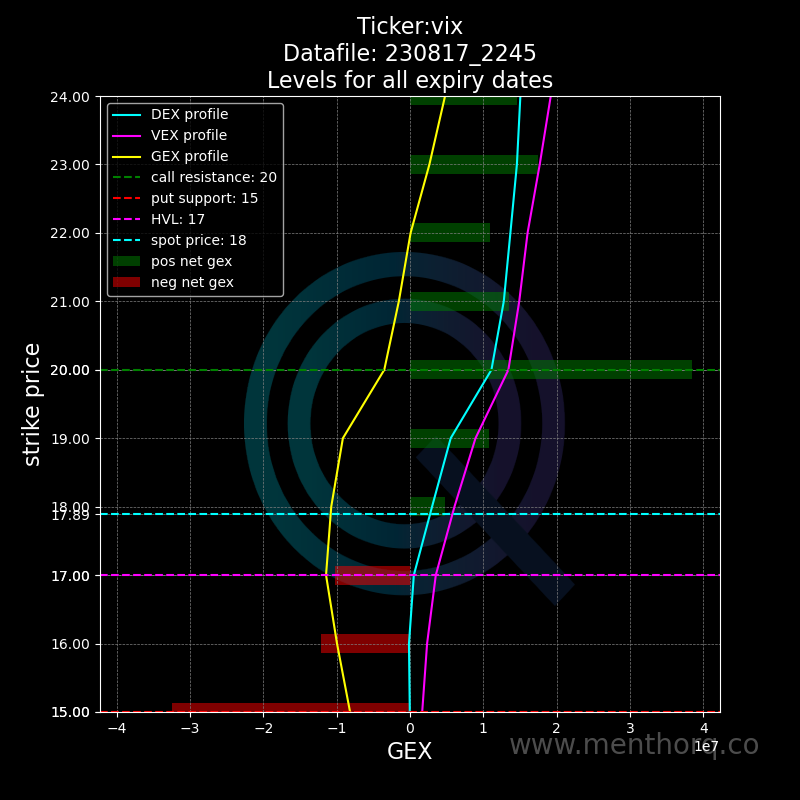 Ticker:vix
Datafile: 230817_2245
Levels for all expiry dates
DEX profile
VEX profile
GEX profile
call resistance: 20
put support: 15
HVL: 17
spot price: 18
pos net gex
neg net gex
strike price
24.00
23.00
22.00
21.00
20.00
19.00
18.00
17.89
17.00
16.00
15.00
−4 −3 −2 −1 0 1 2 3 4
1e7
GEX
www.menthorq.co